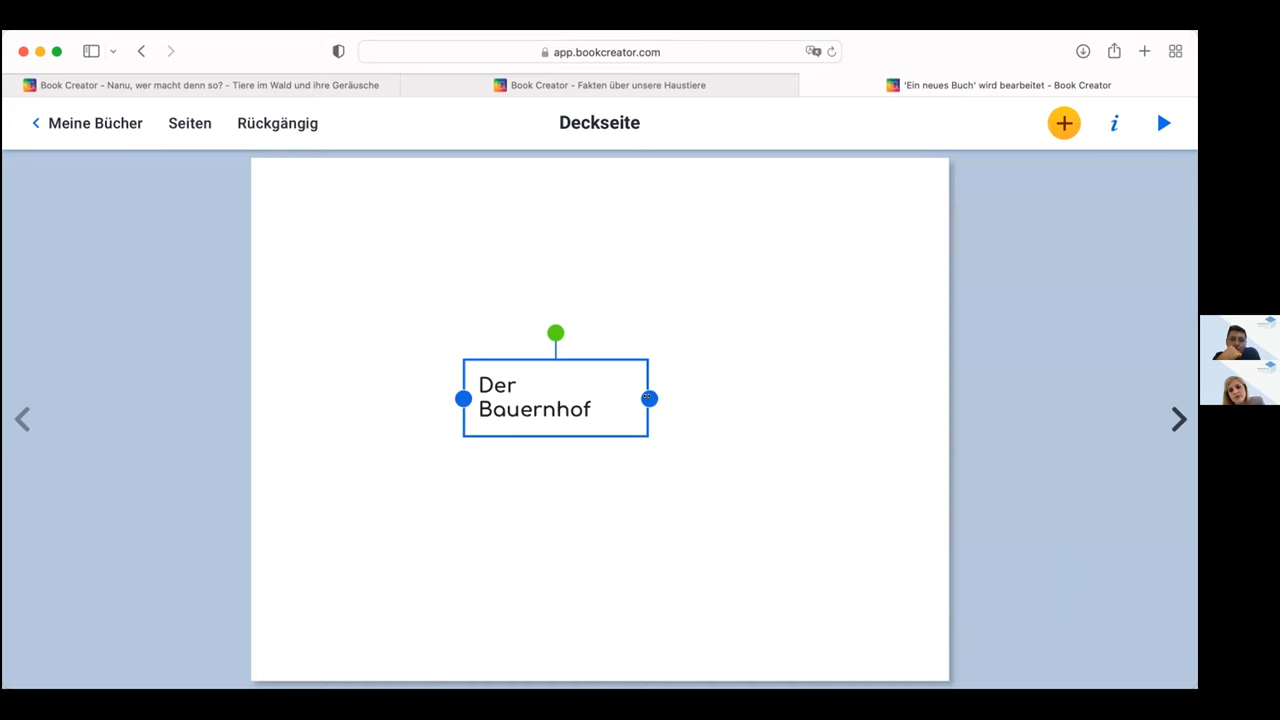 app.bookcreator.com
Book Creator - Nanu, wer macht denn so? - Tiere im Wald und ihre Geräusche
Book Creator - Fakten über unsere Haustiere
'Ein neues Buch' wird bearbeitet - Book Creator
Meine Bücher
Seiten
Rückgängig
Deckseite
i
Der
Bauernhof